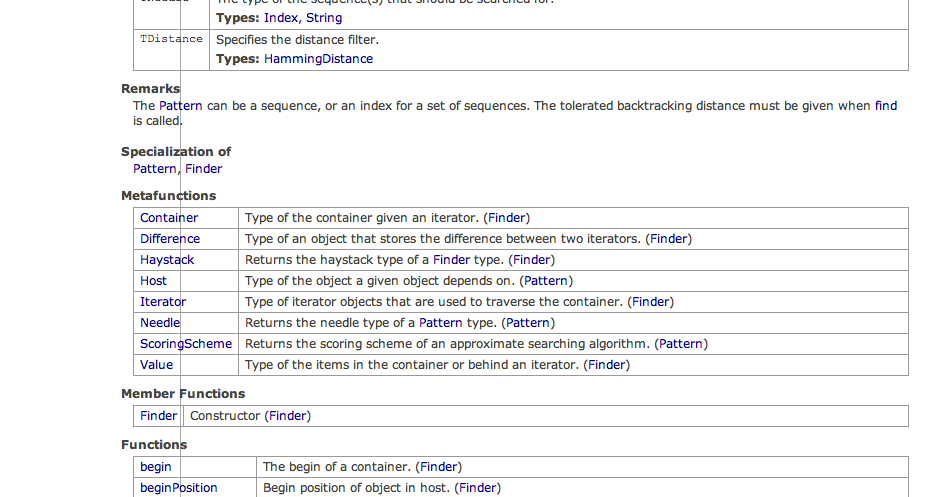 The type of the sequence(s) that should be searched for.
Types: Index, String
TDistance Specifies the distance filter.
Types: HammingDistance
Remarks
The Pattern can be a sequence, or an index for a set of sequences. The tolerated backtracking distance must be given when find
is called.
Specialization of
Pattern, Finder
Metafunctions
Container Type of the container given an iterator. (Finder)
Difference Type of an object that stores the difference between two iterators. (Finder)
Haystack Returns the haystack type of a Finder type. (Finder)
Host Type of the object a given object depends on. (Pattern)
Iterator Type of iterator objects that are used to traverse the container. (Finder)
Needle Returns the needle type of a Pattern type. (Pattern)
ScoringScheme Returns the scoring scheme of an approximate searching algorithm. (Pattern)
Value Type of the items in the container or behind an iterator. (Finder)
Member Functions
Finder Constructor (Finder)
Functions
begin The begin of a container. (Finder)
beginPosition Begin position of object in host. (Finder)